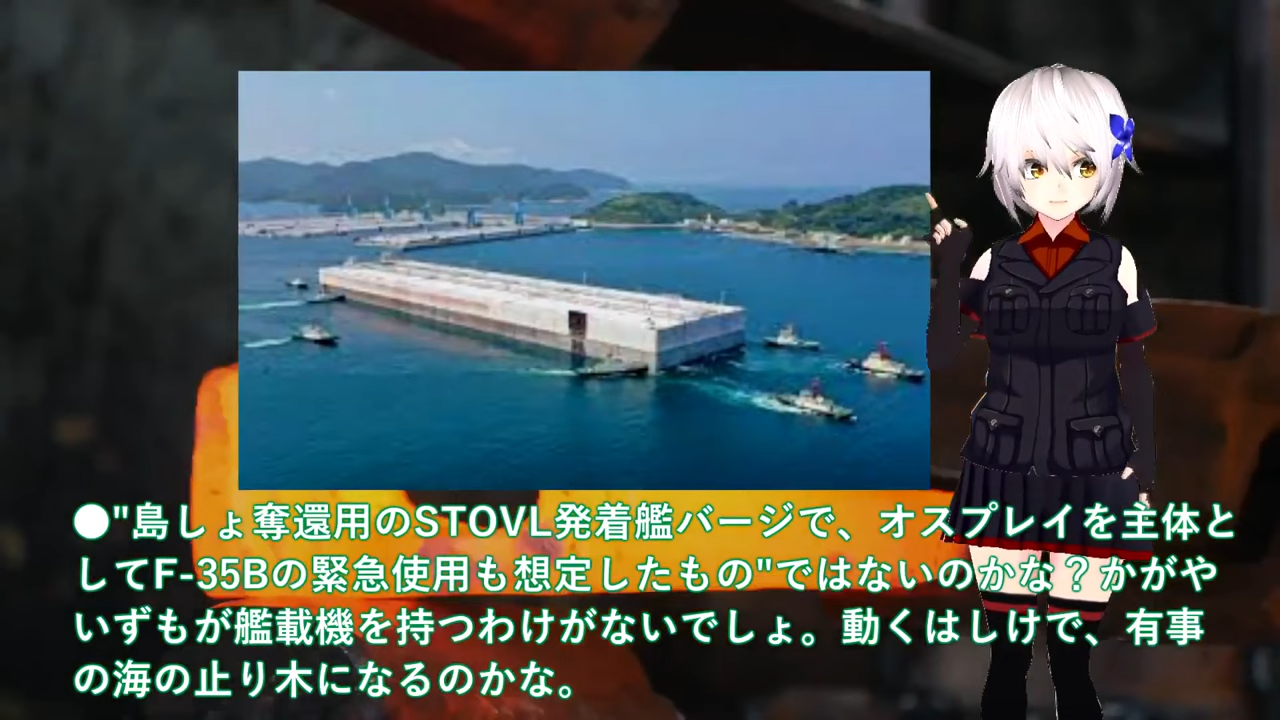 ●"島しょ奪還用のSTOVL発着艦バージで、オスプレイを主体と
してF-35Bの緊急使用も想定したもの"ではないのかな？かがや
いずもが艦載機を持つわけがないでしょ。動くはしけで、有事
の海の止り木になるのかな。